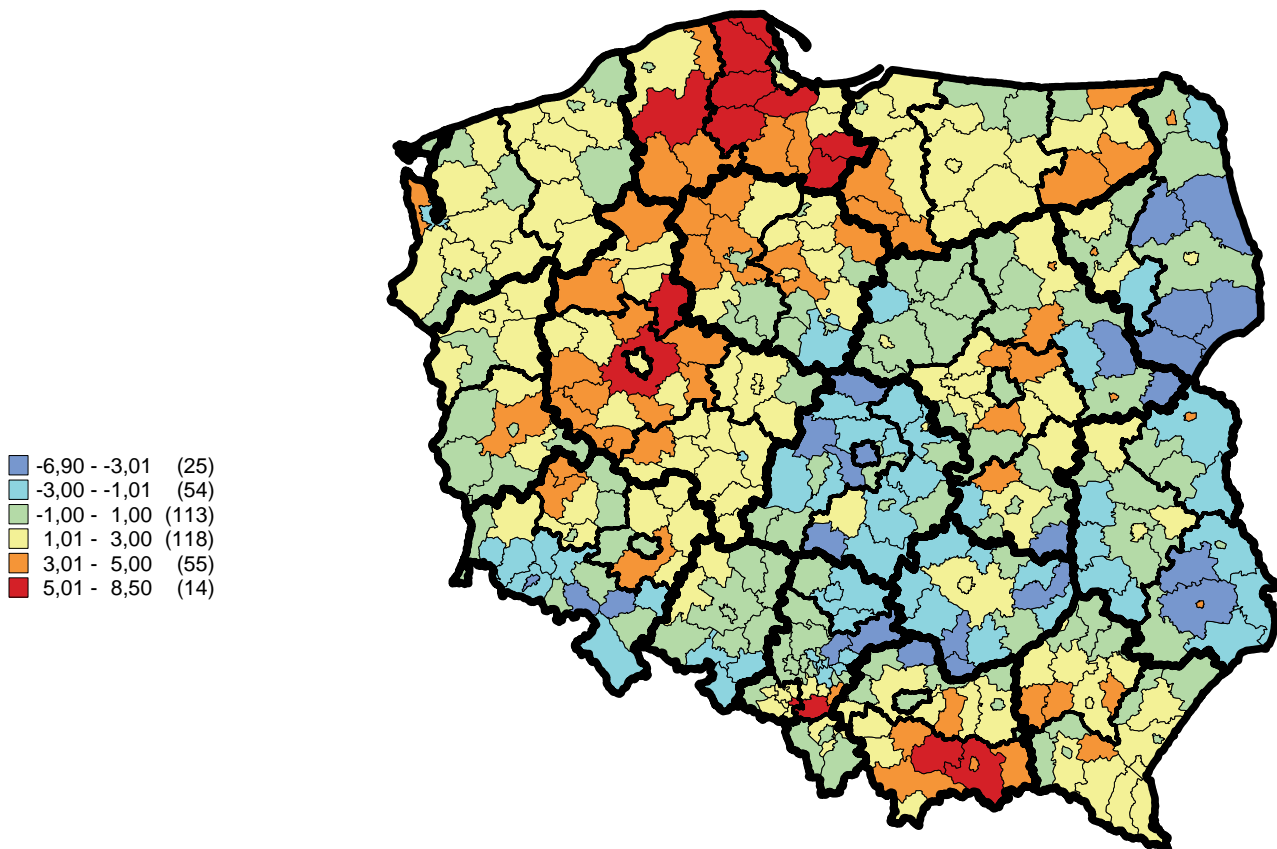 -6,90 - -3,01 (25)
-3,00 - -1,01 (54)
-1,00 - 1,00 (113)
1,01 - 3,00 (118)
3,01 - 5,00 (55)
5,01 - 8,50 (14)